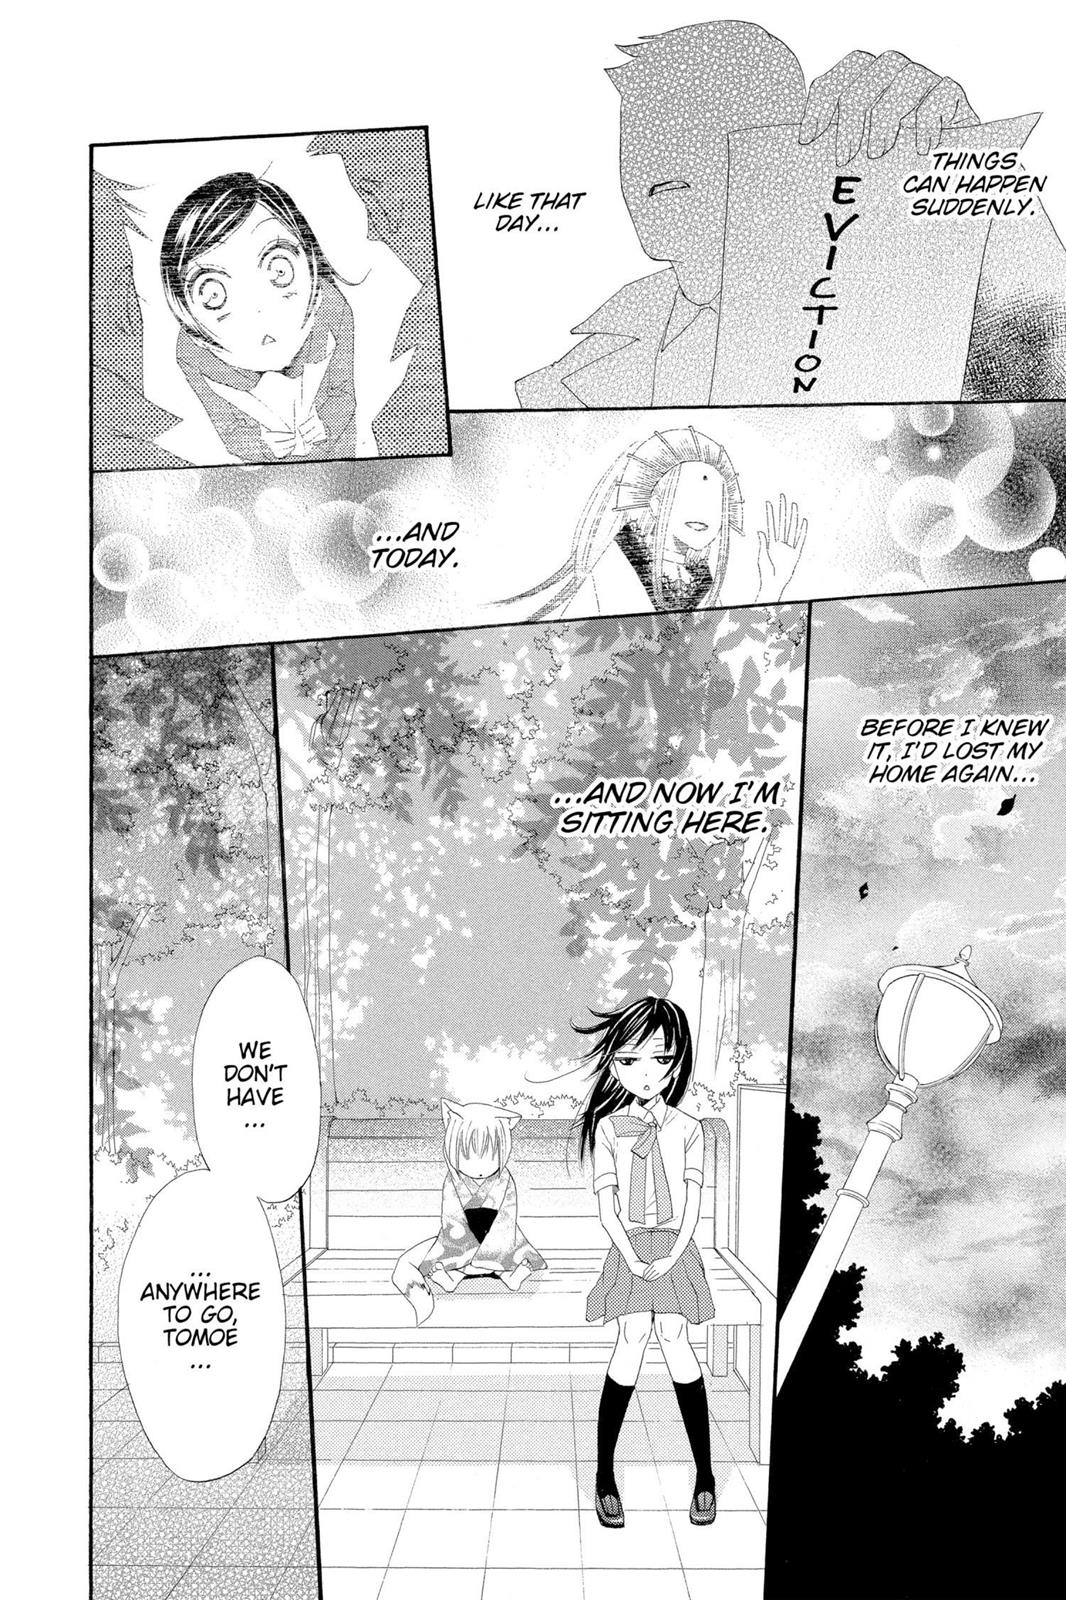 THINGS
CAN HAPPEN
SUDDENLY.
EVICTION
LIKE THAT
DAY...
...AND
TODAY.
BEFORE I KNEW
IT, I'D LOST MY
HOME AGAIN...
...AND NOW I'M
SITTING HERE.
WE
DON'T
HAVE
...
...
ANYWHERE
TO GO,
TOMOE
...